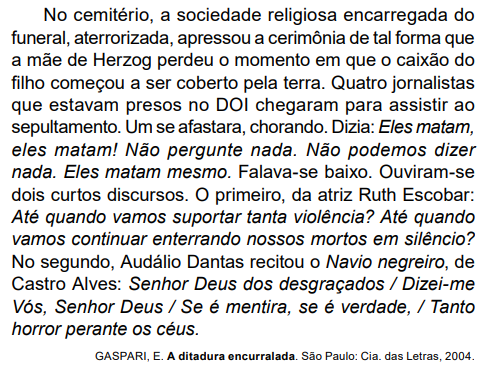 No cemitério, a sociedade religiosa encarregada do
funeral, aterrorizada, apressou a cerimônia de tal forma que
a mãe de Herzog perdeu o momento em que o caixão do
filho começou a ser coberto pela terra. Quatro jornalistas
que estavam presos no DOI chegaram para assistir ao
sepultamento. Um se afastara, chorando. Dizia: Eles matam,
eles matam! Não pergunte nada. Não podemos dizer
nada. Eles matam mesmo. Falava-se baixo. Ouviram-se
dois curtos discursos. O primeiro, da atriz Ruth Escobar:
Até quando vamos suportar tanta violência? Até quando
vamos continuar enterrando nossos mortos em silêncio?
No segundo, Audálio Dantas recitou o Navio negreiro, de
Castro Alves: Senhor Deus dos desgraçados / Dizei-me
Vós, Senhor Deus / Se é mentira, se é verdade, / Tanto
horror perante os céus.
GASPARI, E. A ditadura encurralada. São Paulo: Cia. das Letras, 2004.